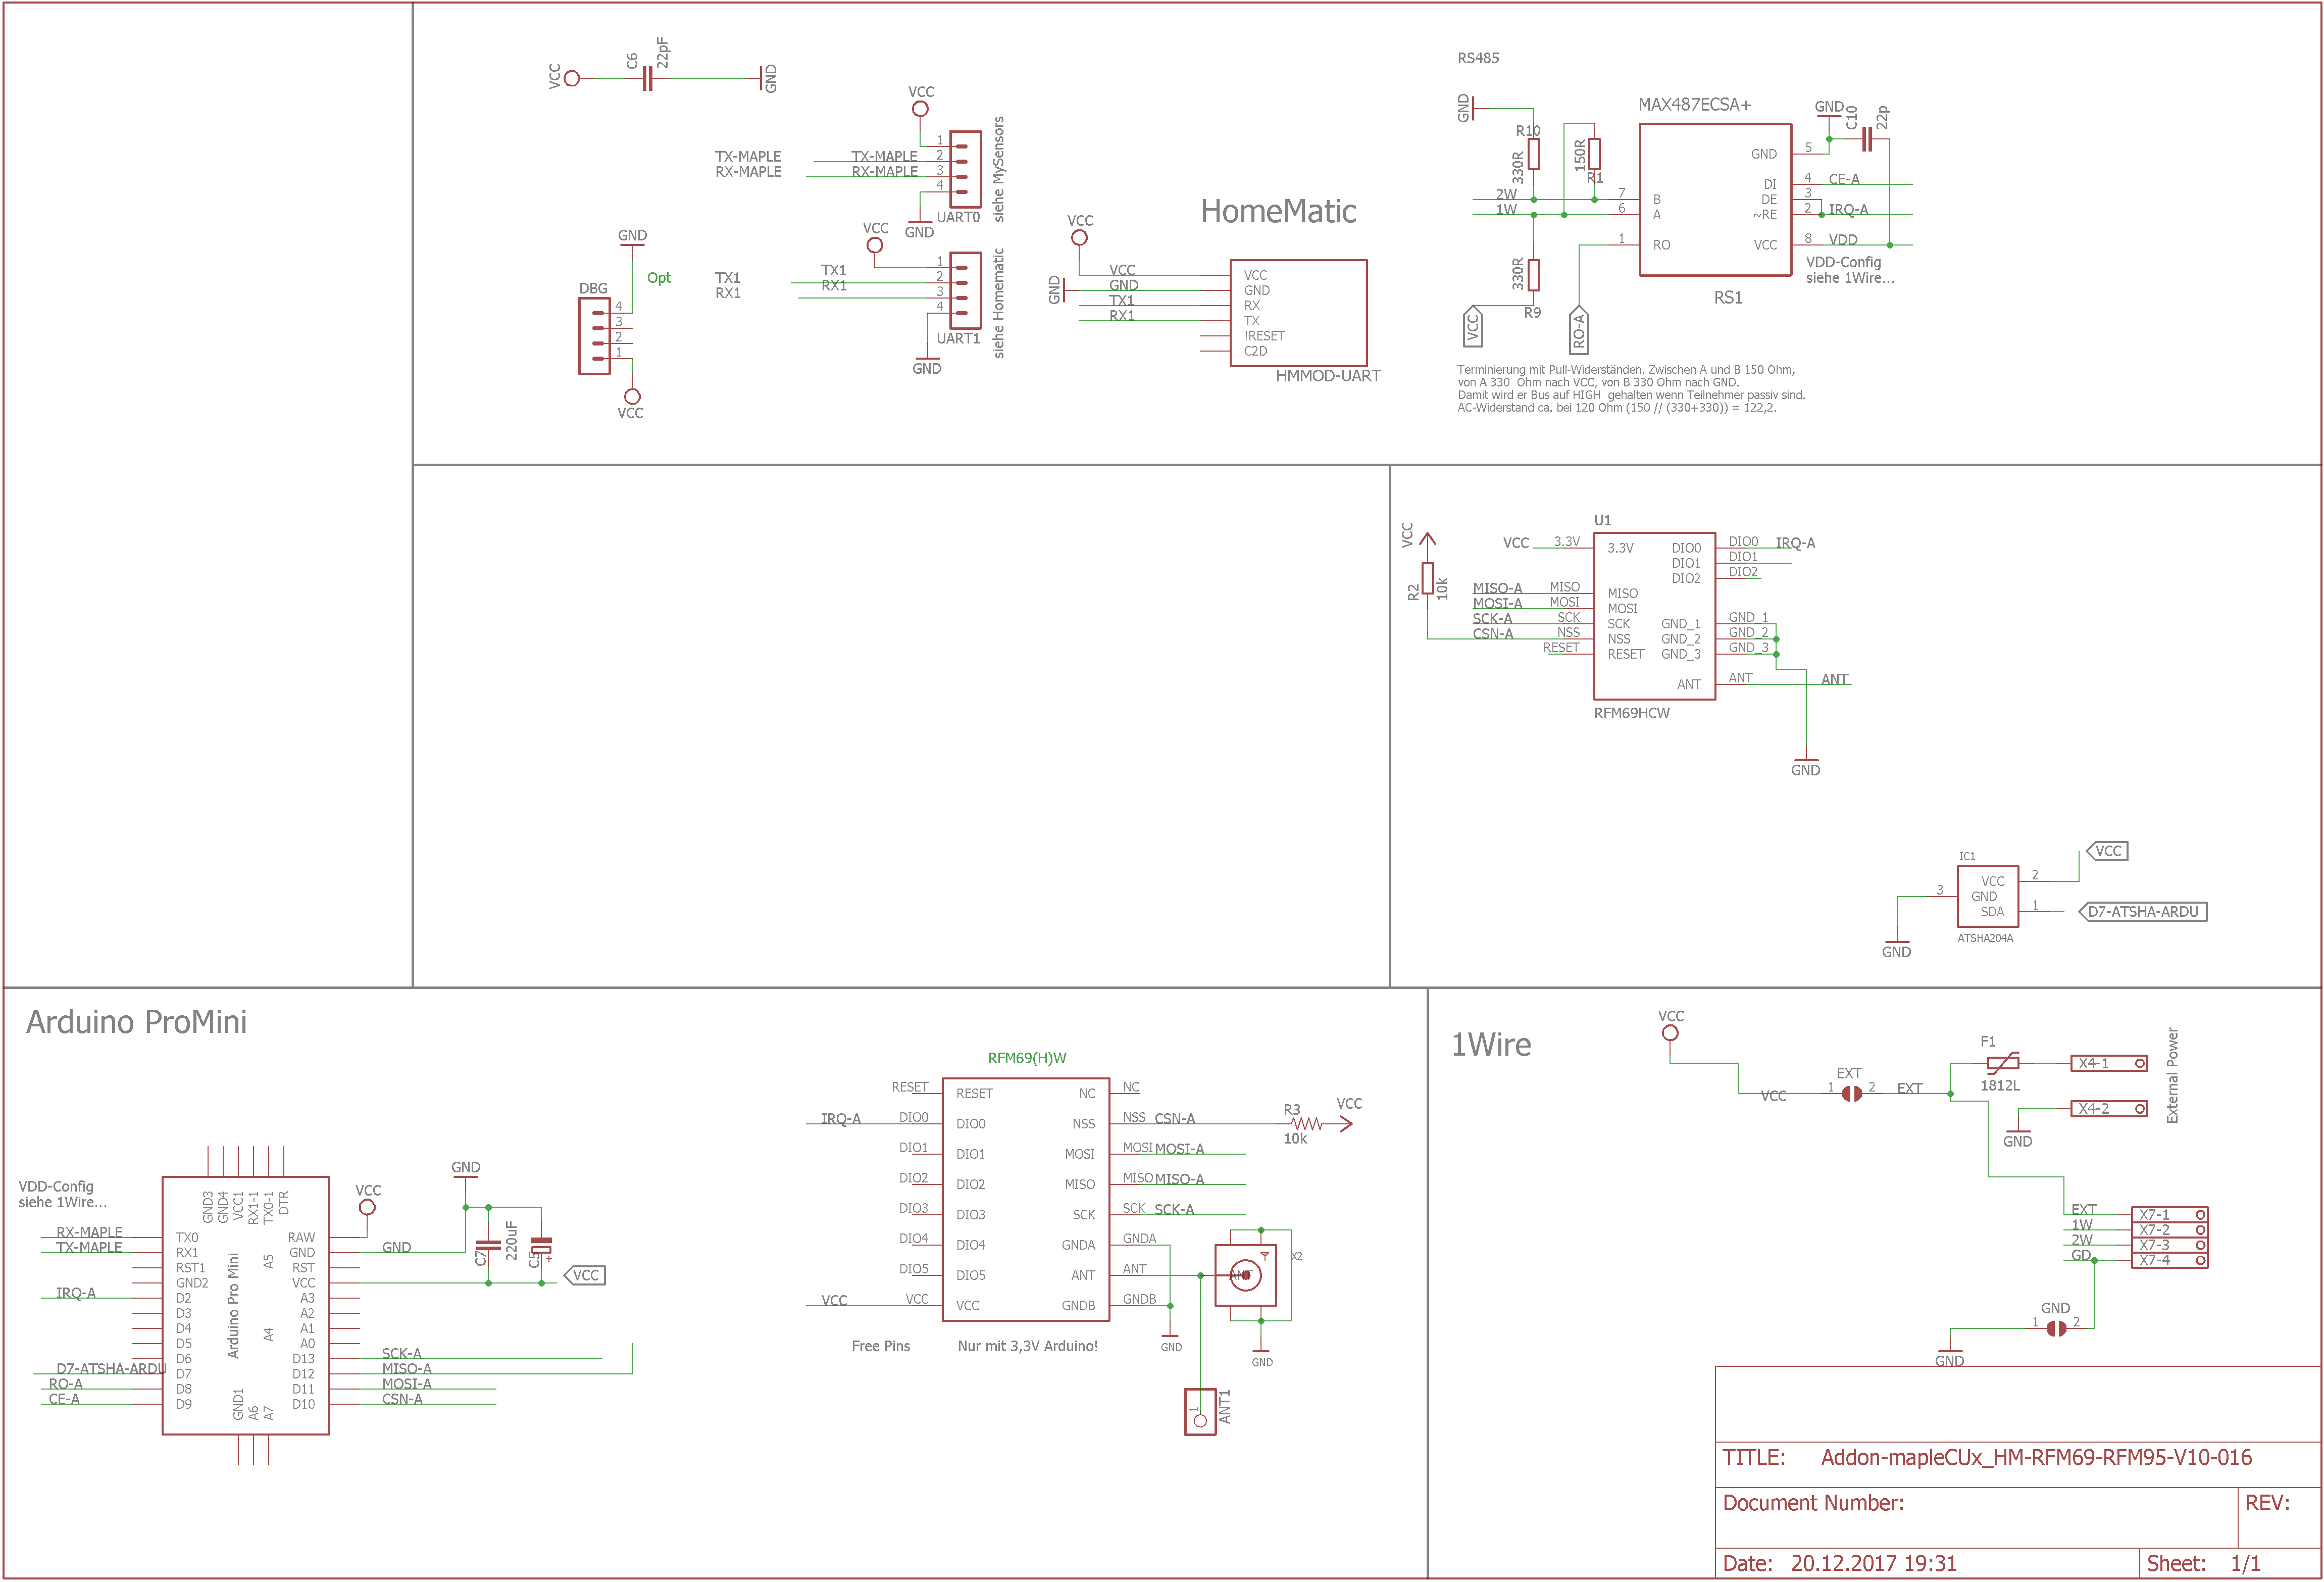 VCC
C6
22pF
GND
VCC
TX-MAPLE
RX-MAPLE
TX-MAPLE
RX-MAPLE
1
2
3
4
UART0
siehe MySensors
GND
GND
DBG
Opt
4
3
2
1
VCC
VCC
TX1
RX1
TX1
RX1
1
2
3
4
UART1
siehe Homematic
GND
HomeMatic
VCC
GND
VCC
GND
TX1
RX1
VCC
GND
RX
TX
!RESET
C2D
HMMOD-UART
RS485
GND
R10
330R
150R
R1
2W
1W
330R
R9
VCC
RO-A
MAX487ECSA+
7
6
1
B
A
RO
GND
DI
DE
~RE
VCC
5
4
3
2
8
RS1
GND
C10
22p
CE-A
IRQ-A
VDD
VDD-Config
siehe 1Wire...
Terminierung mit Pull-Widerständen. Zwischen A und B 150 Ohm,
von A 330  Ohm nach VCC, von B 330 Ohm nach GND.
Damit wird er Bus auf HIGH  gehalten wenn Teilnehmer passiv sind.
AC-Widerstand ca. bei 120 Ohm (150 // (330+330)) = 122,2.
VCC
R2
10k
U1
VCC
3.3V
MISO-A
MISO
MOSI-A
MOSI
SCK-A
SCK
CSN-A
NSS
RESET
3.3V
MISO
MOSI
SCK
NSS
RESET
DIO0
DIO1
DIO2
GND_1
GND_2
GND_3
ANT
DIO0
IRQ-A
DIO1
DIO2
GND_1
GND_2
GND_3
ANT
ANT
RFM69HCW
GND
IC1
VCC
GND
SDA
3
2
1
VCC
D7-ATSHA-ARDU
ATSHA204A
GND
Arduino ProMini
VDD-Config
siehe 1Wire...
RX-MAPLE
TX-MAPLE
IRQ-A
D7-ATSHA-ARDU
RO-A
CE-A
GND3
GND4
VCC1
RX1-1
TX0-1
DTR
TX0
RX1
RST1
GND2
D2
D3
D4
D5
D6
D7
D8
D9
Arduino Pro Mini
A5
A4
GND1
A6
A7
RAW
GND
RST
VCC
A3
A2
A1
A0
D13
D12
D11
D10
VCC
GND
GND
C7
220uF
C5
+
VCC
SCK-A
MISO-A
MOSI-A
CSN-A
RFM69(H)W
RESET
IRQ-A
DIO0
DIO1
DIO2
DIO3
DIO4
DIO5
VCC
VCC
RESET
DIO0
DIO1
DIO2
DIO3
DIO4
DIO5
VCC
NC
NSS
MOSI
MISO
SCK
GNDA
ANT
GNDB
NC
NSS
CSN-A
MOSI
MOSI-A
MISO
MISO-A
SCK
SCK-A
GNDA
ANT
GNDB
R3
10k
VCC
ANT
X2
GND
GND
1
ANT1
Free Pins
Nur mit 3,3V Arduino!
1Wire
VCC
VCC
EXT
1
2
EXT
F1
1812L
X4-1
X4-2
External Power
GND
EXT
1W
2W
GD
X7-1
X7-2
X7-3
X7-4
GND
1
2
GND
TITLE:
Addon-mapleCUx_HM-RFM69-RFM95-V10-016
Document Number:
REV:
Date:
20.12.2017 19:31
Sheet:
1/1